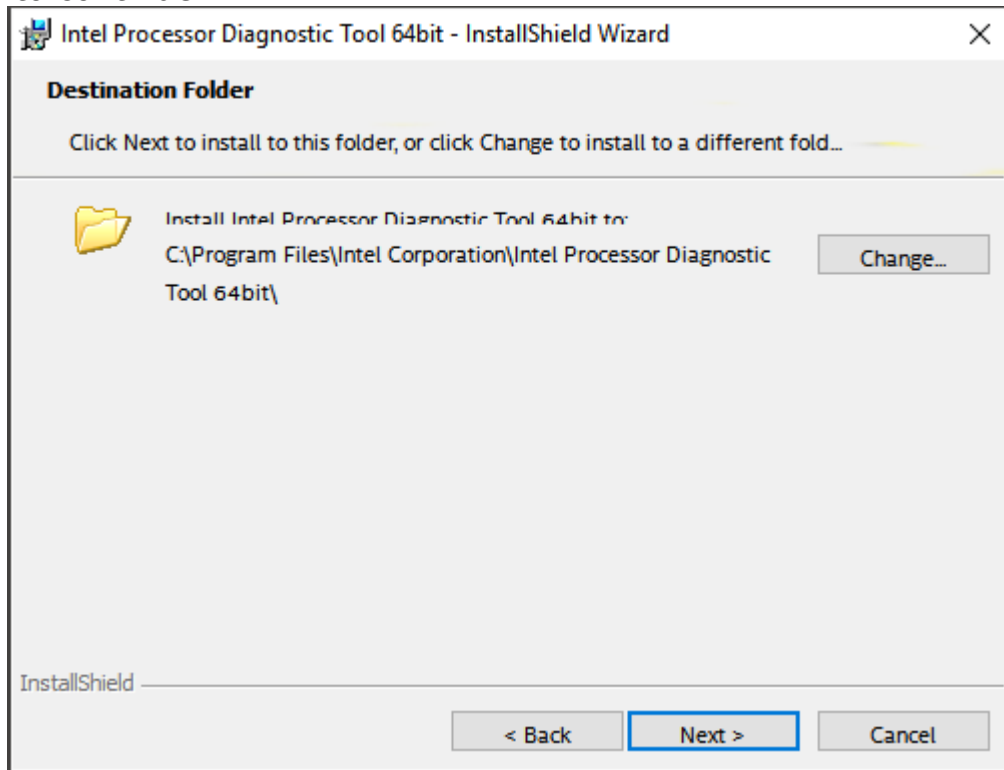 Intel Processor Diagnostic Tool 64bit - InstallShield Wizard
Destination Folder
Click Next to install to this folder, or click Change to install to a different fold...
Install Intel Processor Diagnostic Tool 64bit to:
C:\Program Files\Intel Corporation\Intel Processor Diagnostic
Tool 64bit\
Change...
InstallShield
< Back
Next >
Cancel